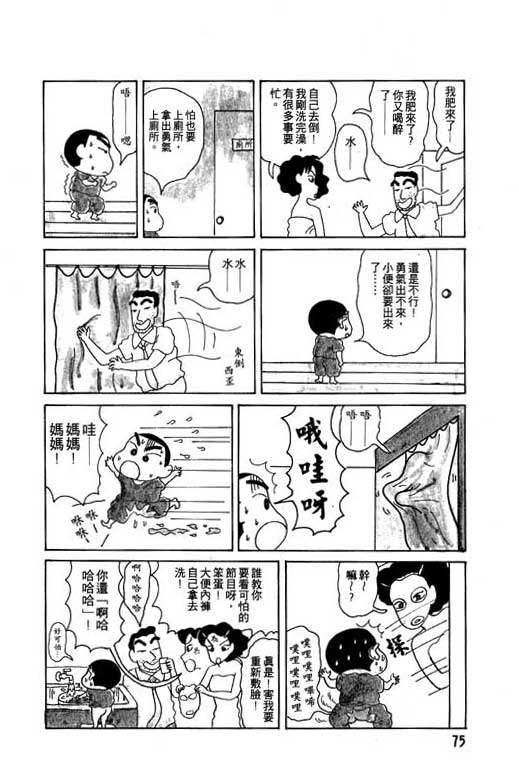 我肥來了—
我肥來了？
你又喝醉
了——
水——
自己去倒！
我剛洗完澡，
有很多事要
忙。
廁所
怕也要
上廁所，
拿出勇氣
上廁所。
唔——
嗯
還是不行！
勇氣出不來，
小便卻要出來
了……
水水
——
唔—
東倒
西歪
唔唔
——
哦哇呀
哇—
媽媽！
媽媽！
咻—
咻—
幹～
嘛？
探
噗哩噗嗶唏
噗哩噗哩
噗哩噗哩
誰教你
要看可怕的
節目呀，
笨蛋！
大便內褲
自己拿去
洗！
真是！害我要
重新敷臉！
啊哈哈哈哈
你還「啊哈
哈哈哈」！
好可怕…
75